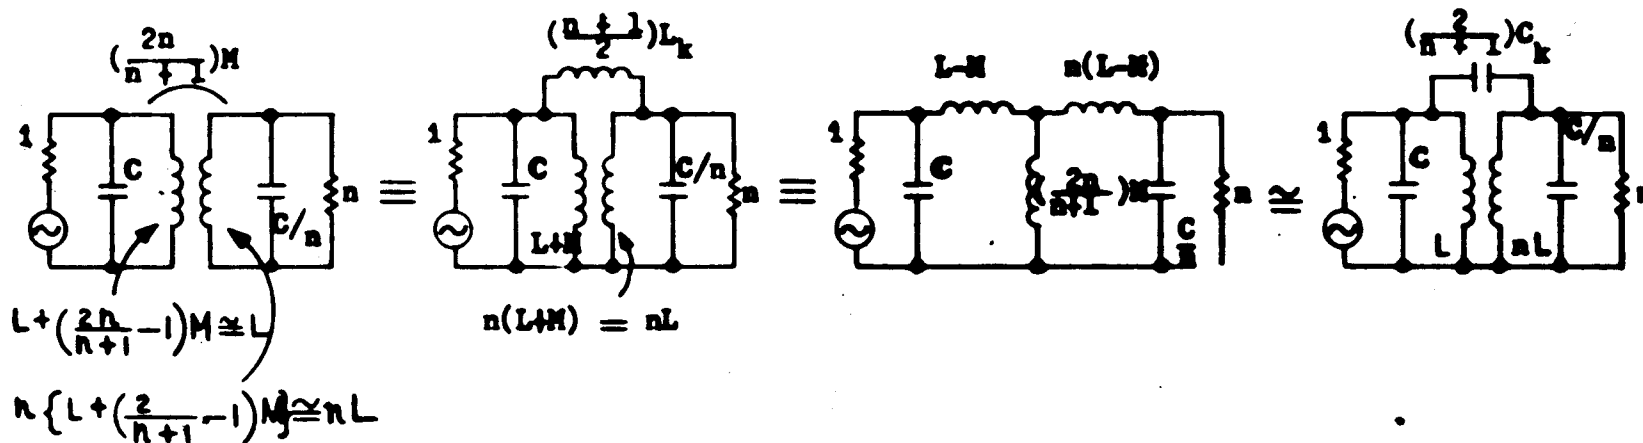 (2n/(n + 1))M
1
C
C/n
n
≡
L + (2n/(n+1) - 1)M ≅ L
n { L + (2/(n+1) - 1) M} ≅ n L
((n + 1)/2)L_k
1
C
C/n
n
L+M
n(L+M) = nL
≡
L-M
n(L-M)
1
C
(2n/(n+1))M
C/n
n
≅
(2/(n + 1))C_k
1
C
C/n
L
nL